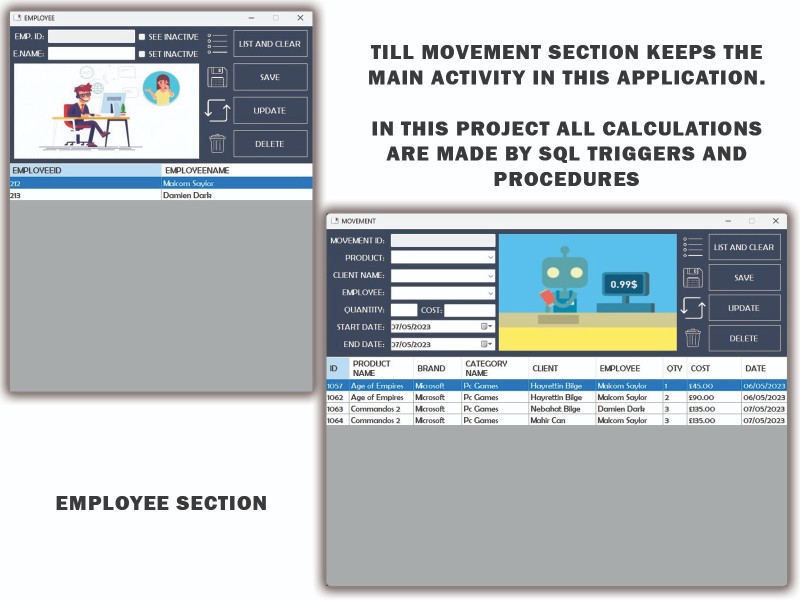 EMPLOYEE
EMP. ID:
SEE INACTIVE
E.NAME:
SET INACTIVE
LIST AND CLEAR
SAVE
UPDATE
DELETE
EMPLOYEEID EMPLOYEENAME
212 Malcom Saylor
213 Damien Dark
TILL MOVEMENT SECTION KEEPS THE
MAIN ACTIVITY IN THIS APPLICATION.
IN THIS PROJECT ALL CALCULATIONS
ARE MADE BY SQL TRIGGERS AND
PROCEDURES
MOVEMENT
MOVEMENT ID:
PRODUCT:
CLIENT NAME:
EMPLOYEE:
QUANTITY: COST:
START DATE: 07/05/2023
END DATE: 07/05/2023
0.99$
LIST AND CLEAR
SAVE
UPDATE
DELETE
ID PRODUCT NAME BRAND CATEGORY NAME CLIENT EMPLOYEE QTY COST DATE
1057 Age of Empires Microsoft Pc Games Hayrettin Bilge Malcom Saylor 1 £45.00 06/05/2023
1062 Age of Empires Microsoft Pc Games Hayrettin Bilge Malcom Saylor 2 £90.00 06/05/2023
1063 Commandos 2 Microsoft Pc Games Nebahat Bilge Damien Dark 3 £135.00 07/05/2023
1064 Commandos 2 Microsoft Pc Games Mahir Can Malcom Saylor 3 £135.00 07/05/2023
EMPLOYEE SECTION